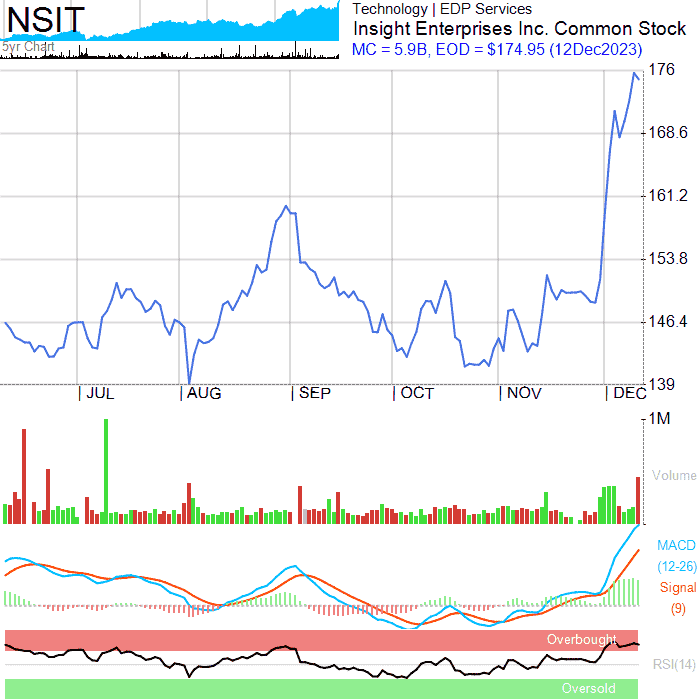 NSIT
5yr Chart
Technology | EDP Services
Insight Enterprises Inc. Common Stock
MC = 5.9B, EOD = $174.95 (12Dec2023)
176
168.6
161.2
153.8
146.4
139
| JUL | AUG | SEP | OCT | NOV | DEC
1M
Volume
MACD
(12-26)
Signal
(9)
Overbought
RSI(14)
Oversold